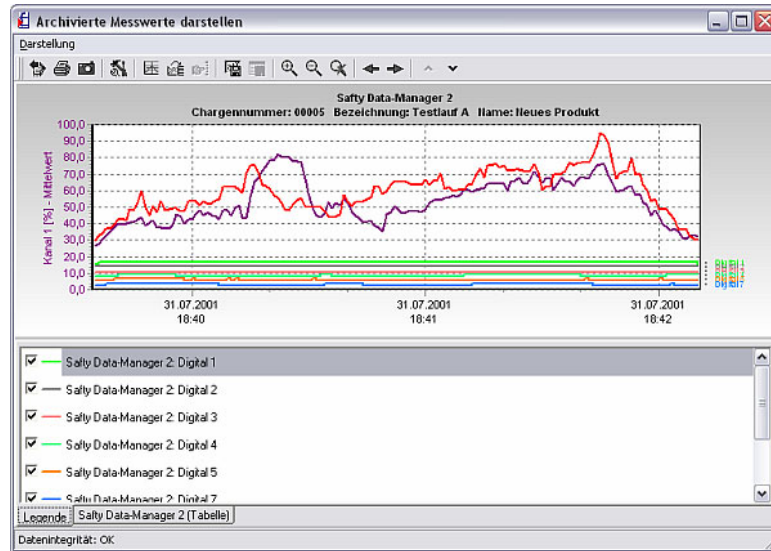 Archivierte Messwerte darstellen
Darstellung
Safty Data-Manager 2
Chargennummer: 00005 Bezeichnung: Testlauf A Name: Neues Produkt
Kanal 1 [%] - Mittelwert
100,0
90,0
80,0
70,0
60,0
50,0
40,0
30,0
20,0
10,0
0,0
31.07.2001
18:40
31.07.2001
18:41
31.07.2001
18:42
Safty Data-Manager 2: Digital 1
Safty Data-Manager 2: Digital 2
Safty Data-Manager 2: Digital 3
Safty Data-Manager 2: Digital 4
Safty Data-Manager 2: Digital 5
Safty Data-Manager 2: Digital 7
Legende
Safty Data-Manager 2 (Tabelle)
Datenintegrität: OK